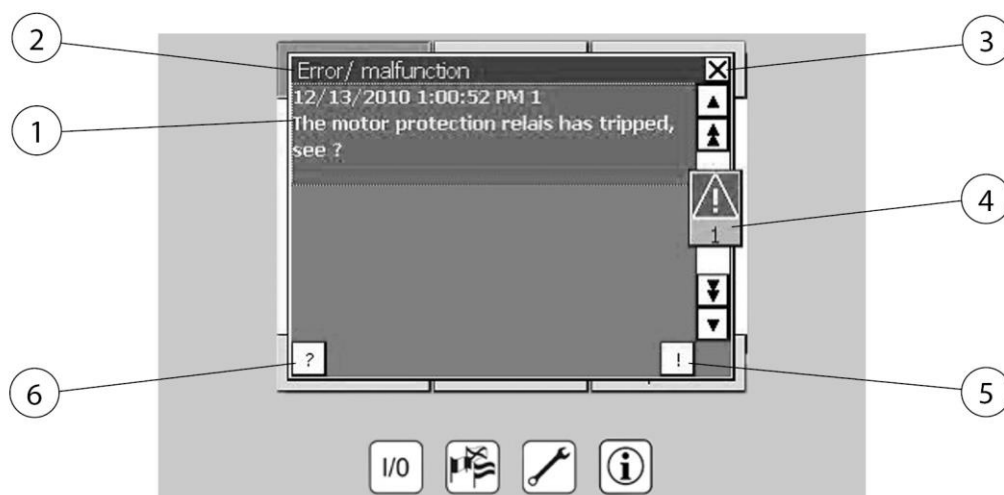 2
3
Error/ malfunction
12/13/2010 1:00:52 PM 1
1
The motor protection relais has tripped,
see ?
!
1
4
?
!
6
5
I/0
i